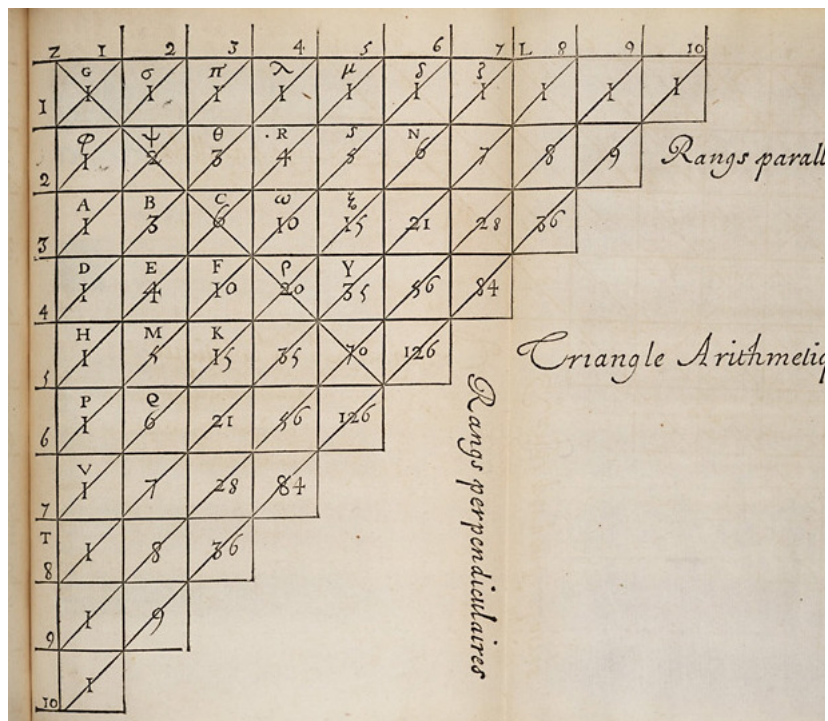 Z 1 2 3 4 5 6 7 L 8 9 10
G σ π λ μ δ ζ
1 1 1 1 1 1 1 1 1 1 1
φ ψ θ R S N
2 1 2 3 4 5 6 7 8 9
Rangs parall
A B C ω ξ
3 1 3 6 10 15 21 28 36
D E F ρ Y
4 1 4 10 20 35 56 84
H M K
5 1 5 15 35 70 126
Triangle Arithmetiq
P Q
6 1 6 21 56 126
V
7 1 7 28 84
T
8 1 8 36
9 1 9
10 1
Rangs perpendiculaires